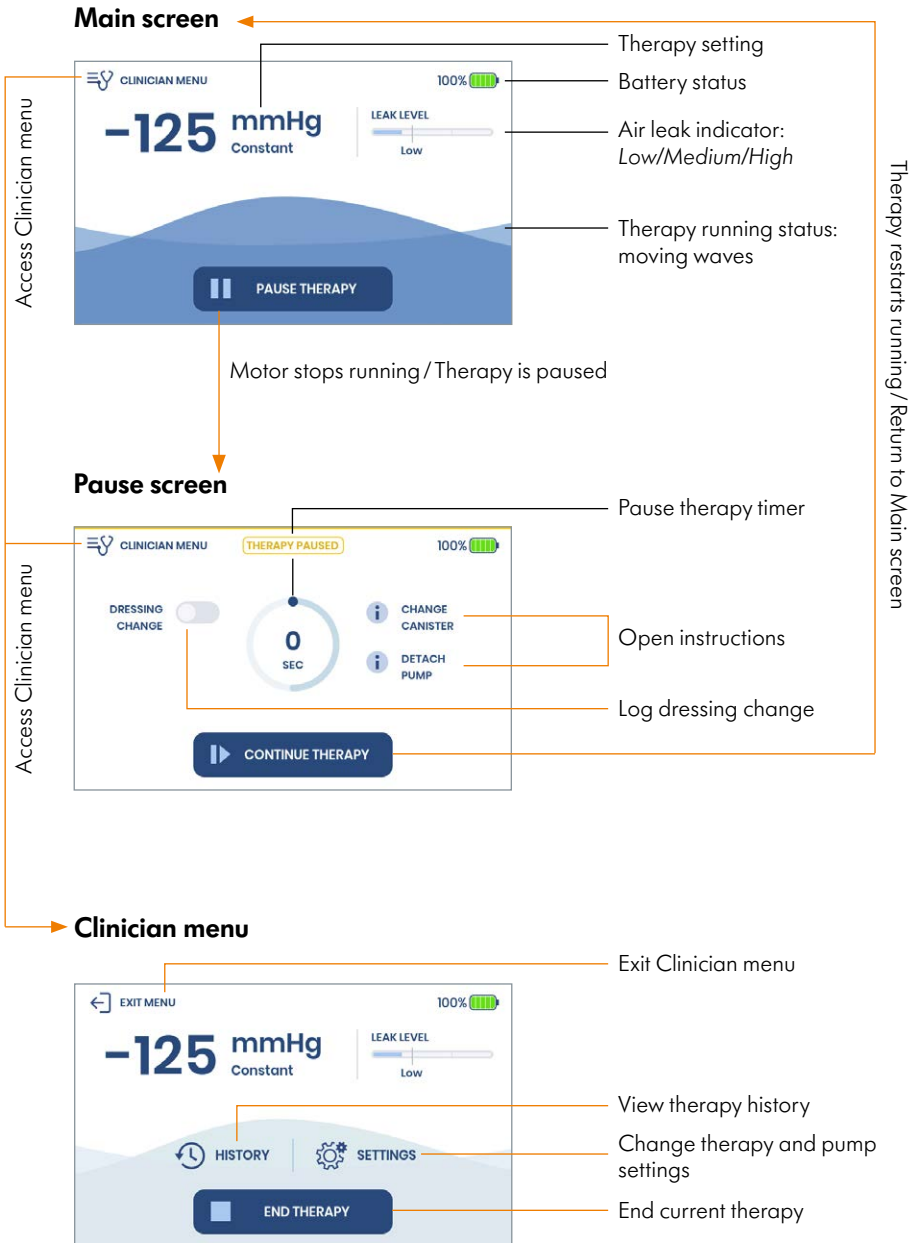 Main screen
Therapy setting
CLINICIAN MENU
100%
Battery status
-125 mmHg
Constant
LEAK LEVEL
Low
Air leak indicator:
Low/Medium/High
Therapy running status:
moving waves
PAUSE THERAPY
Access Clinician menu
Therapy restarts running / Return to Main screen
Motor stops running / Therapy is paused
Pause screen
Pause therapy timer
CLINICIAN MENU
THERAPY PAUSED
100%
DRESSING
CHANGE
0
SEC
i
CHANGE
CANISTER
i
DETACH
PUMP
Open instructions
Log dressing change
CONTINUE THERAPY
Access Clinician menu
Clinician menu
Exit Clinician menu
EXIT MENU
100%
-125 mmHg
Constant
LEAK LEVEL
Low
View therapy history
HISTORY
SETTINGS
Change therapy and pump
settings
END THERAPY
End current therapy